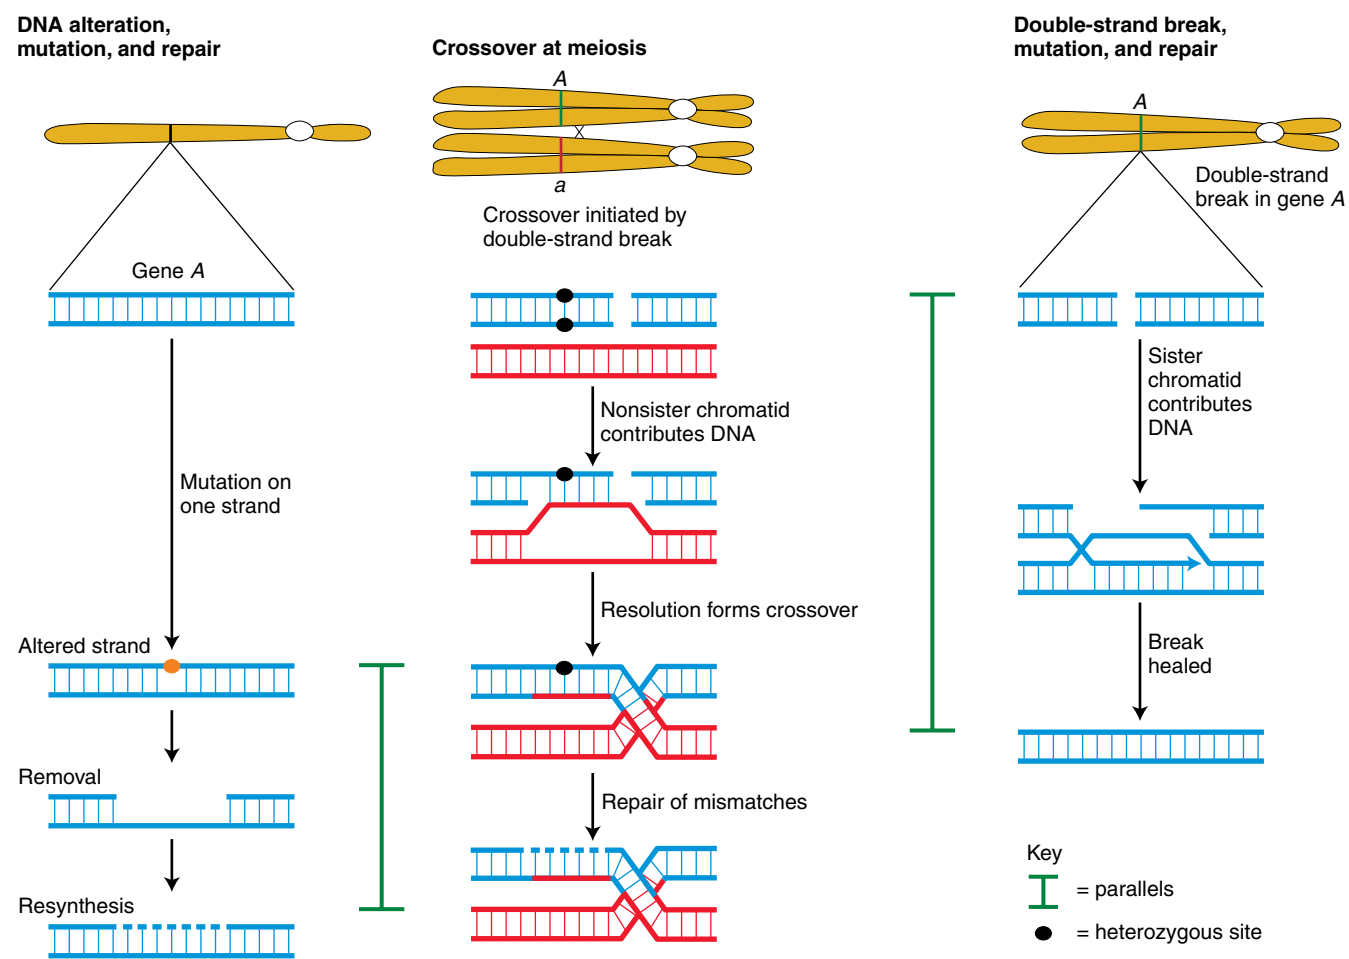 DNA alteration,
mutation, and repair
Gene A
Mutation on
one strand
Altered strand
Removal
Resynthesis
Crossover at meiosis
A
x
a
Crossover initiated by
double-strand break
Nonsister chromatid
contributes DNA
Resolution forms crossover
Repair of mismatches
Double-strand break,
mutation, and repair
A
Double-strand
break in gene A
Sister
chromatid
contributes
DNA
Break
healed
Key
= parallels
= heterozygous site